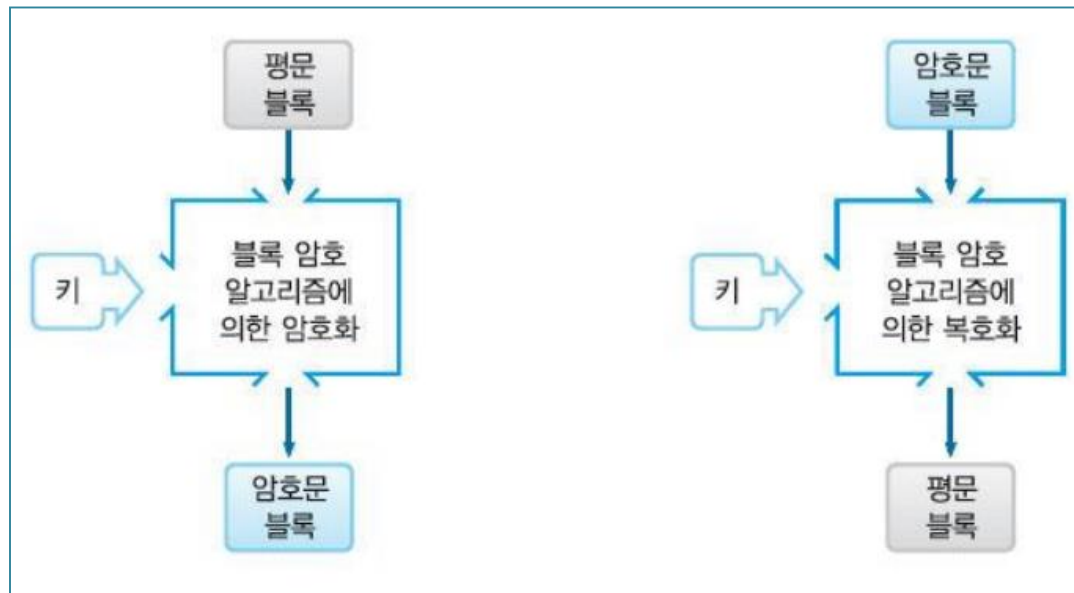 평문
블록
키
블록 암호
알고리즘에
의한 암호화
암호문
블록
암호문
블록
키
블록 암호
알고리즘에
의한 복호화
평문
블록